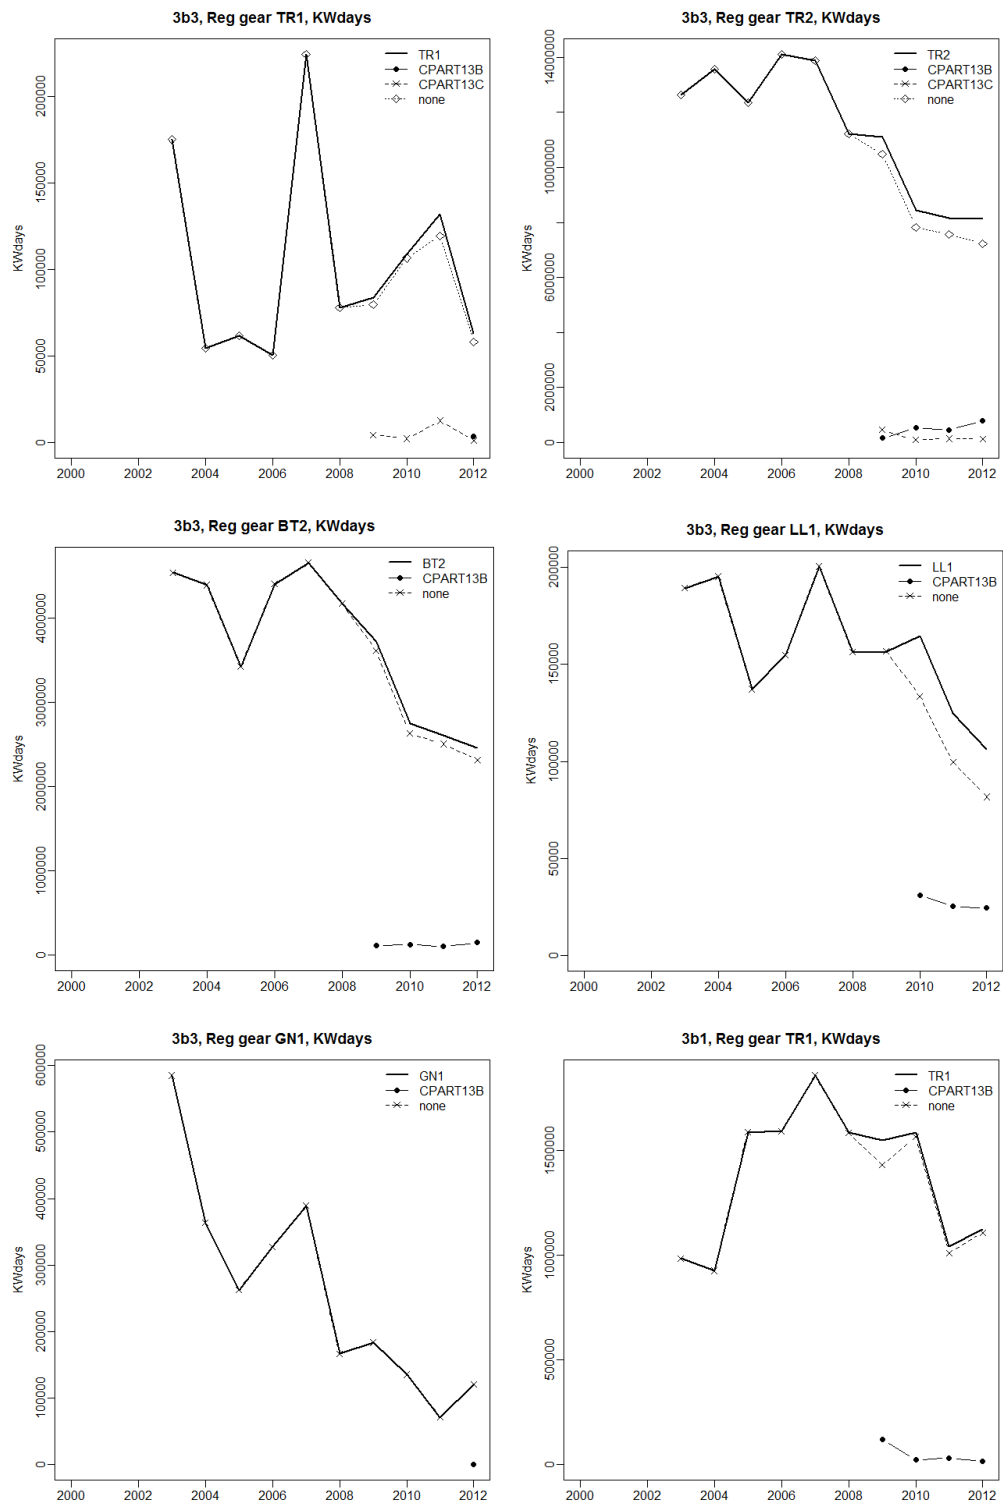 3b3, Reg gear TR1, KWdays
KWdays
200000
150000
100000
50000
0
TR1
CPART13B
CPART13C
none
2000 2002 2004 2006 2008 2010 2012
3b3, Reg gear TR2, KWdays
KWdays
14000000
10000000
6000000
2000000
0
TR2
CPART13B
CPART13C
none
2000 2002 2004 2006 2008 2010 2012
3b3, Reg gear BT2, KWdays
KWdays
4000000
3000000
2000000
1000000
0
BT2
CPART13B
none
2000 2002 2004 2006 2008 2010 2012
3b3, Reg gear LL1, KWdays
KWdays
200000
150000
100000
50000
0
LL1
CPART13B
none
2000 2002 2004 2006 2008 2010 2012
3b3, Reg gear GN1, KWdays
KWdays
600000
500000
400000
300000
200000
100000
0
GN1
CPART13B
none
2000 2002 2004 2006 2008 2010 2012
3b1, Reg gear TR1, KWdays
KWdays
1500000
1000000
500000
0
TR1
CPART13B
none
2000 2002 2004 2006 2008 2010 2012